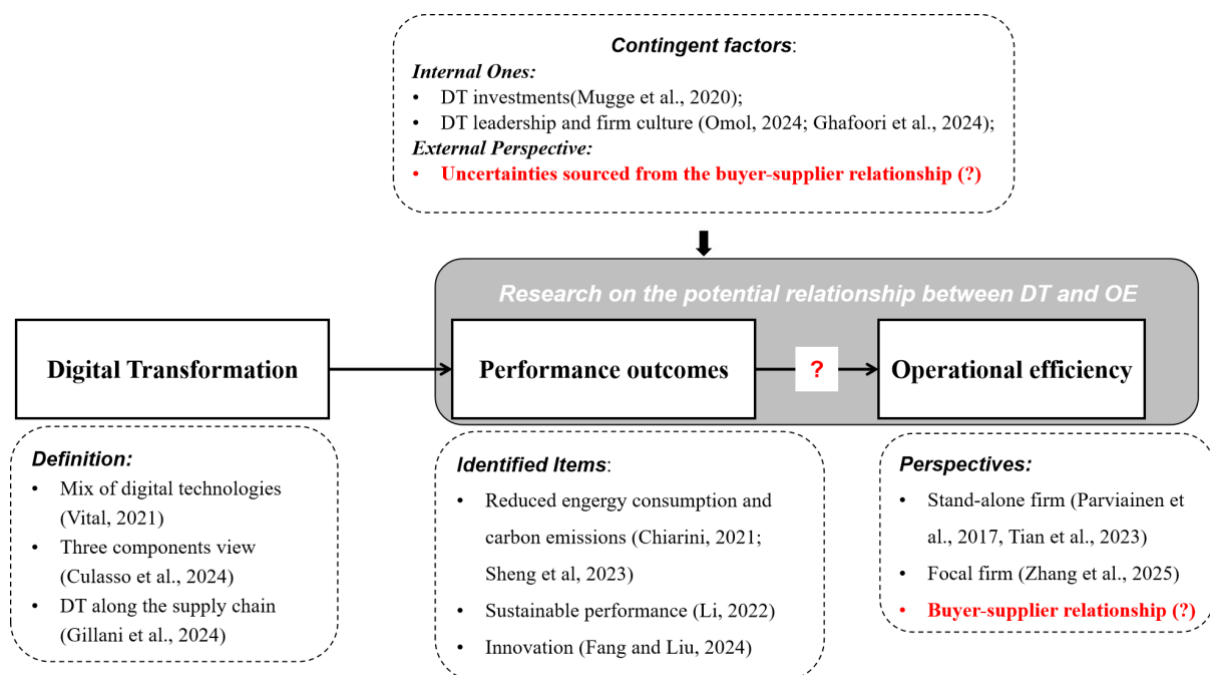 Contingent factors:
Internal Ones:
• DT investments(Mugge et al., 2020);
• DT leadership and firm culture (Omol, 2024; Ghafoori et al., 2024);
External Perspective:
• Uncertainties sourced from the buyer-supplier relationship (?)
Research on the potential relationship between DT and OE
Digital Transformation
Performance outcomes
?
Operational efficiency
Definition:
• Mix of digital technologies
(Vital, 2021)
• Three components view
(Culasso et al., 2024)
• DT along the supply chain
(Gillani et al., 2024)
Identified Items:
• Reduced engergy consumption and
carbon emissions (Chiarini, 2021;
Sheng et al, 2023)
• Sustainable performance (Li, 2022)
• Innovation (Fang and Liu, 2024)
Perspectives:
• Stand-alone firm (Parviainen et
al., 2017, Tian et al., 2023)
• Focal firm (Zhang et al., 2025)
• Buyer-supplier relationship (?)